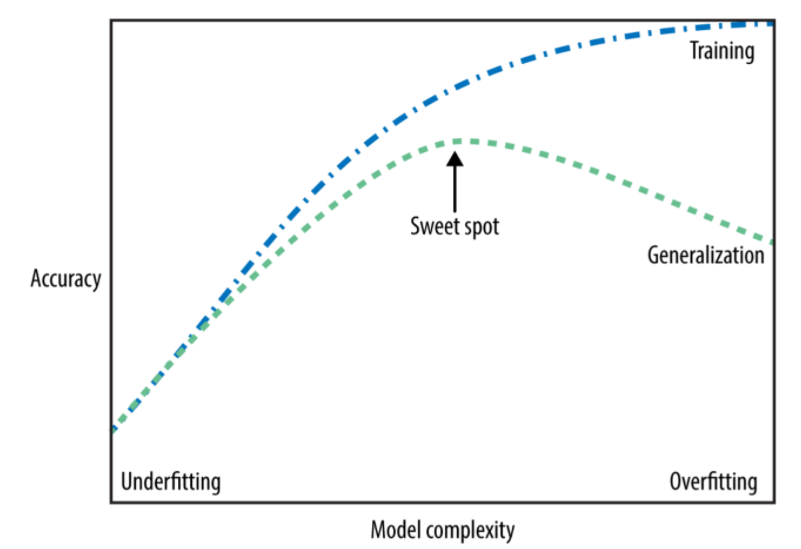 Training
Sweet spot
Generalization
Accuracy
Underfitting
Overfitting
Model complexity